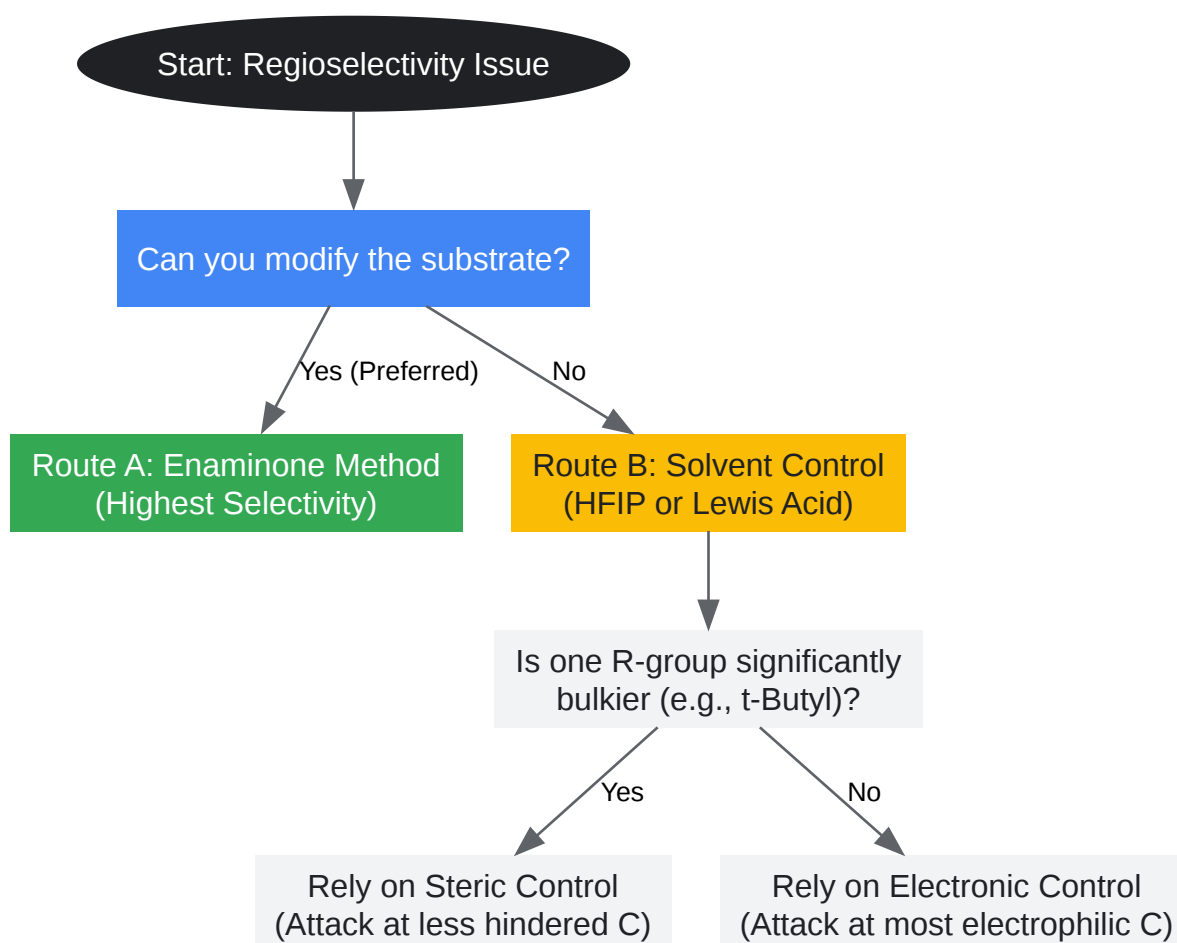 Start: Regioselectivity Issue
Can you modify the substrate?
Yes (Preferred)
No
Route A: Enaminone Method
(Highest Selectivity)
Route B: Solvent Control
(HFIP or Lewis Acid)
Is one R-group significantly
bulkier (e.g., t-Butyl)?
Yes
No
Rely on Steric Control
(Attack at less hindered C)
Rely on Electronic Control
(Attack at most electrophilic C)